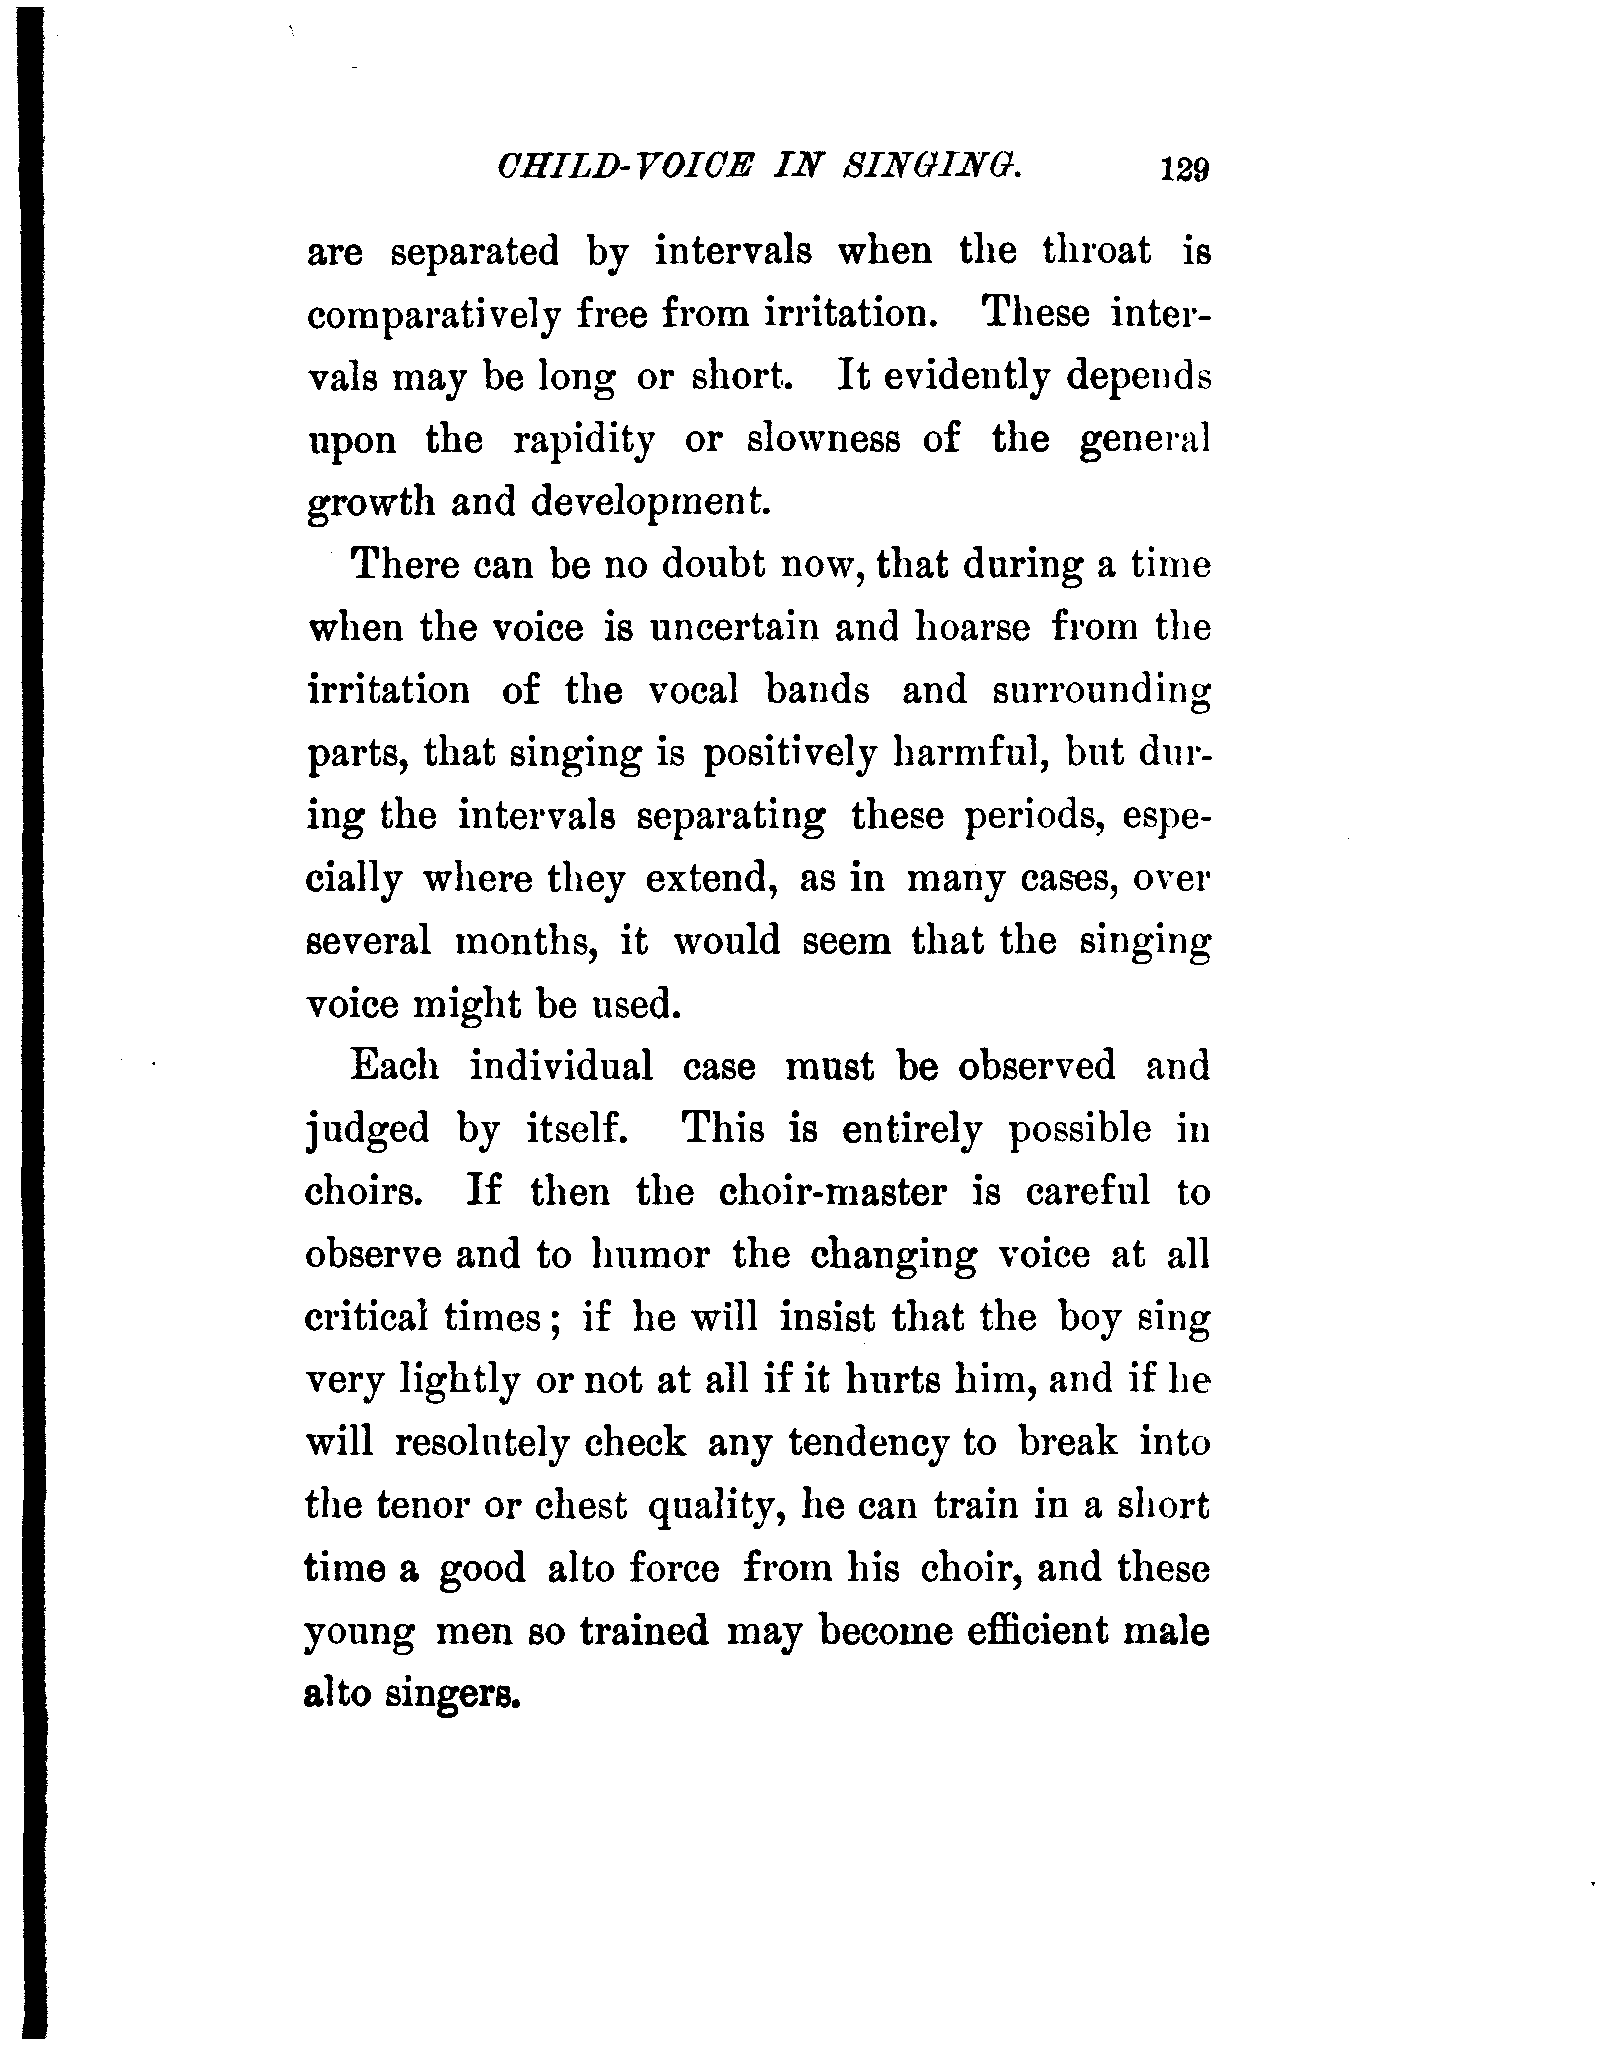 CHILD-VOICE IN SINGING. 129
are separated by intervals when the throat is
comparatively free from irritation. These inter-
vals may be long or short. It evidently depends
upon the rapidity or slowness of the general
growth and development.
There can be no doubt now, that during a time
when the voice is uncertain and hoarse from the
irritation of the vocal bands and surrounding
parts, that singing is positively harmful, but dur-
ing the intervals separating these periods, espe-
cially where they extend, as in many cases, over
several months, it would seem that the singing
voice might be used.
Each individual case must be observed and
judged by itself. This is entirely possible in
choirs. If then the choir-master is careful to
observe and to humor the changing voice at all
critical times; if he will insist that the boy sing
very lightly or not at all if it hurts him, and if he
will resolutely check any tendency to break into
the tenor or chest quality, he can train in a short
time a good alto force from his choir, and these
young men so trained may become efficient male
alto singers.